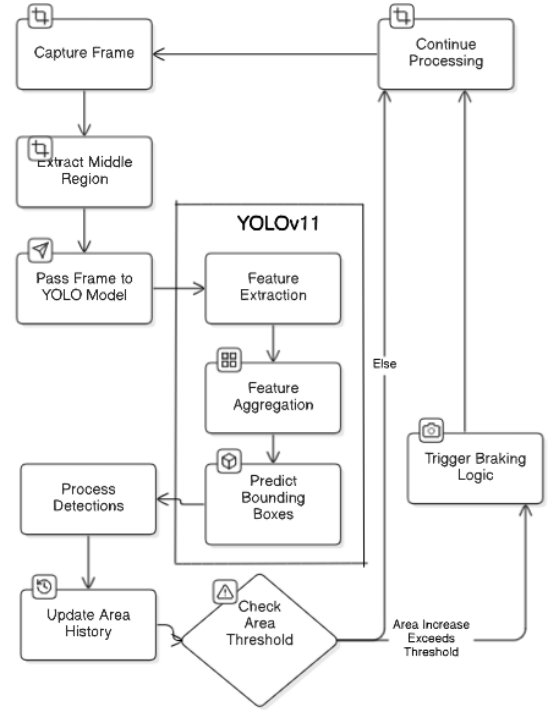 Capture Frame
Continue
Processing
Extract Middle
Region
YOLOv11
Pass Frame to
YOLO Model
Feature
Extraction
Feature
Aggregation
Else
Predict
Bounding
Boxes
Trigger Braking
Logic
Process
Detections
Update Area
History
Check
Area
Threshold
Area Increase
Exceeds
Threshold